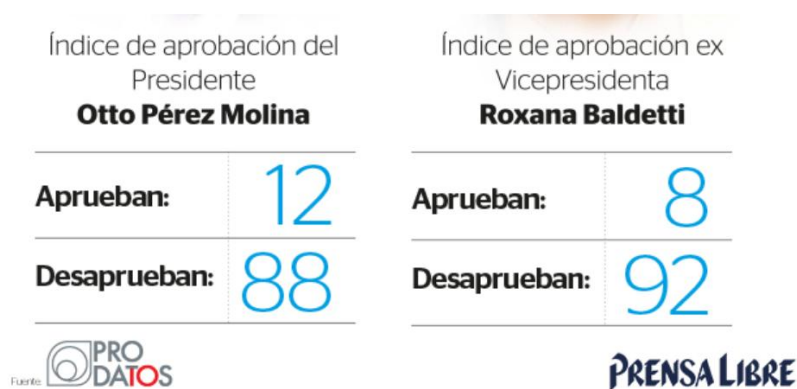 Índice de aprobación del
Presidente
Otto Pérez Molina
Aprueban: 12
Desaprueban: 88
Índice de aprobación ex
Vicepresidenta
Roxana Baldetti
Aprueban: 8
Desaprueban: 92
Fuente:
PRO
DATOS
PRENSA LIBRE